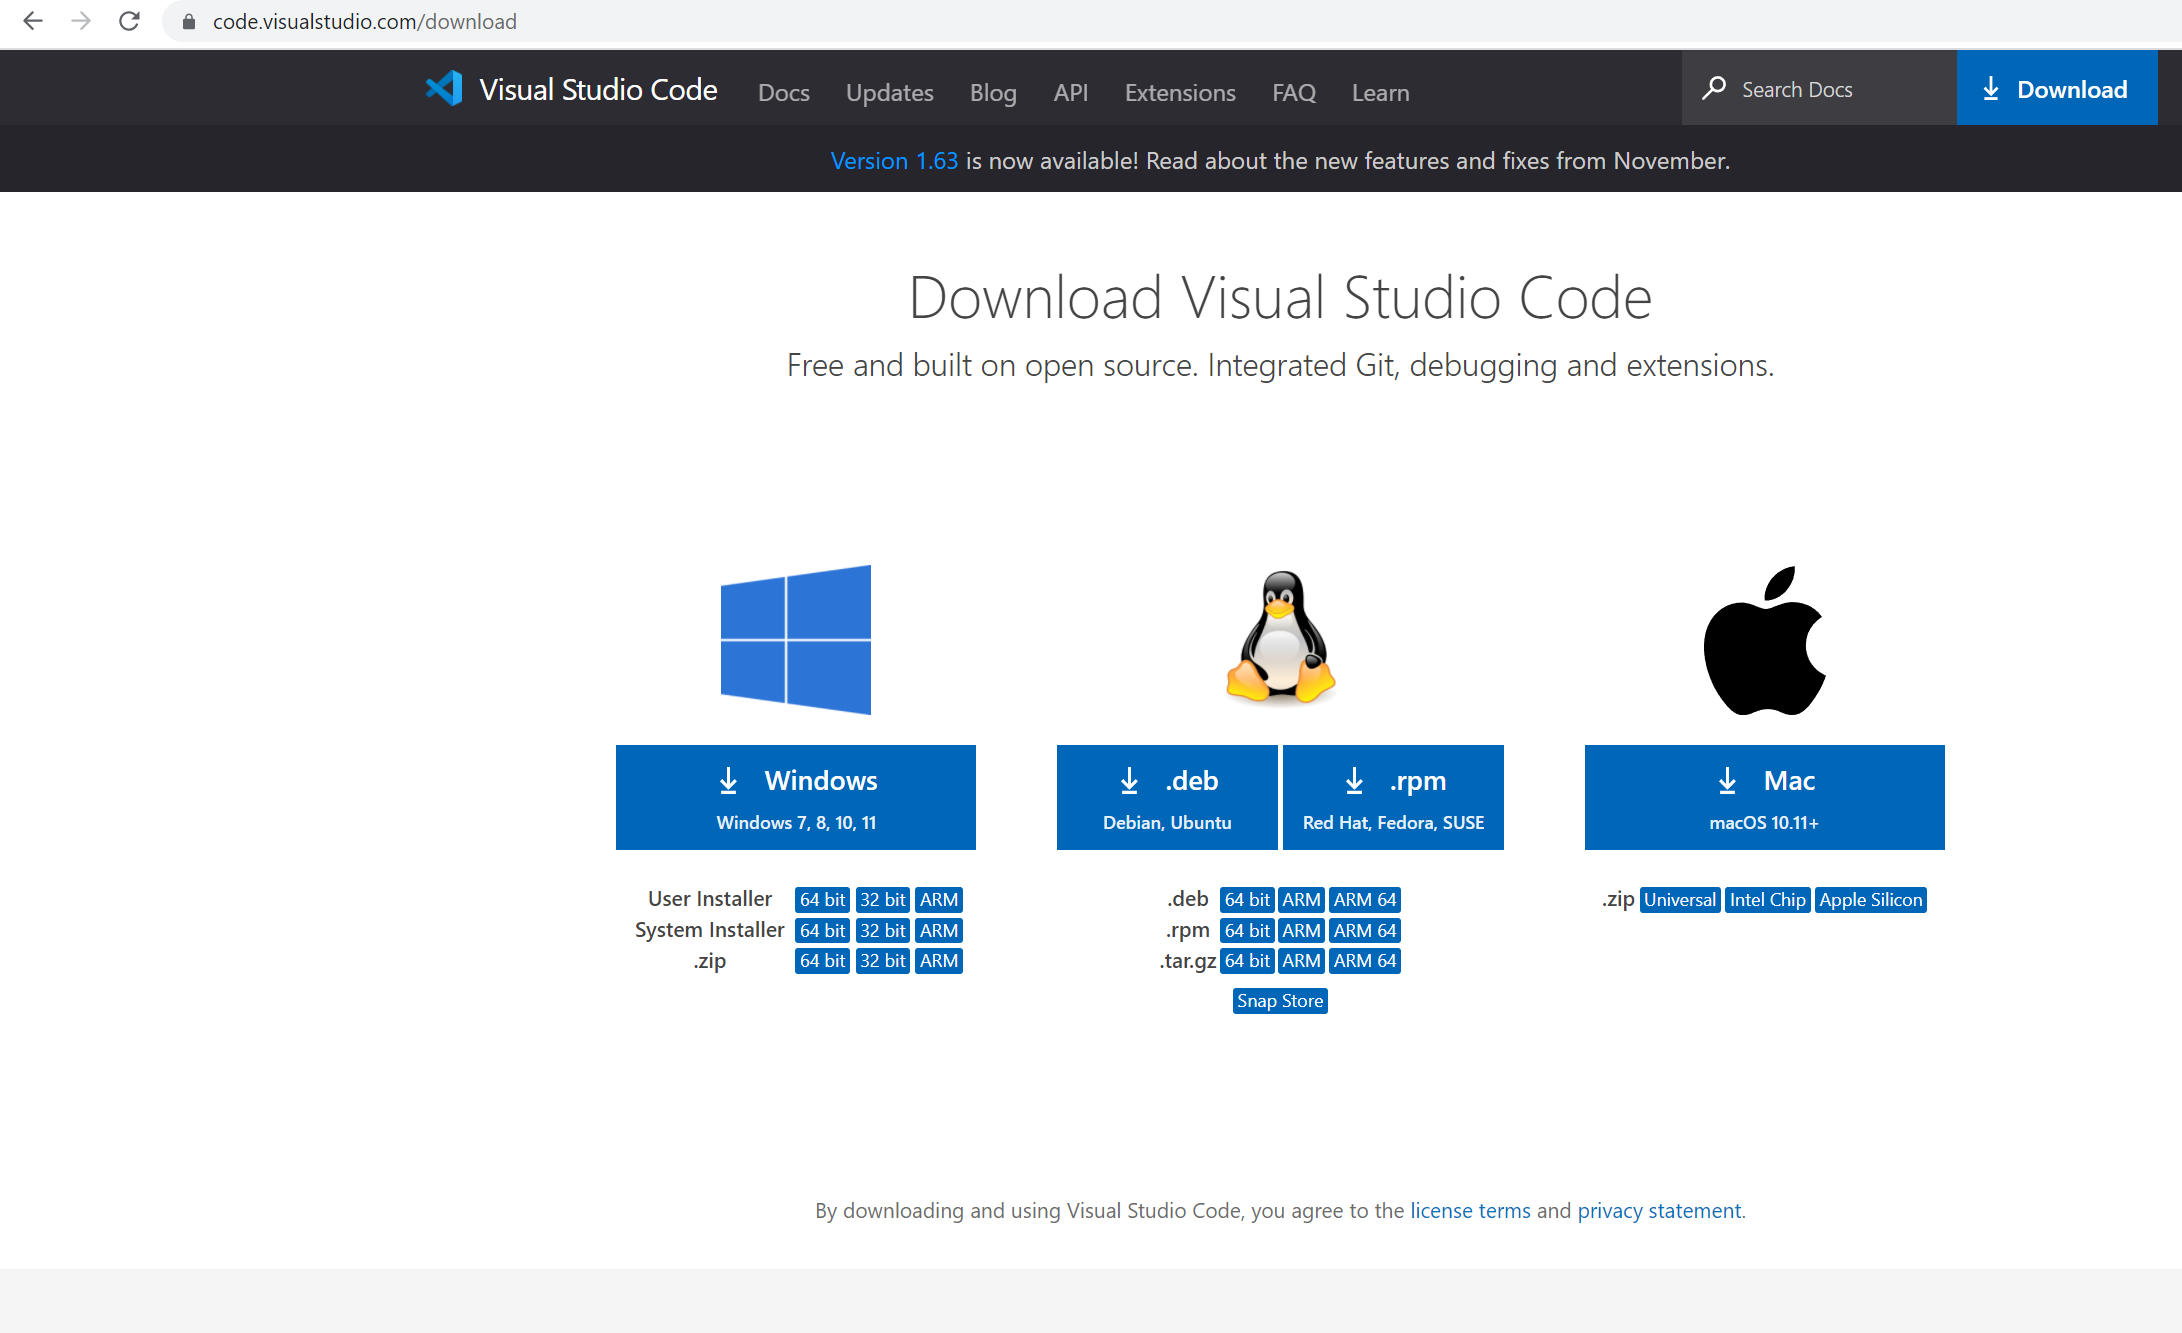 code.visualstudio.com/download
Visual Studio Code Docs Updates Blog API Extensions FAQ Learn Search Docs Download
Version 1.63 is now available! Read about the new features and fixes from November.
Download Visual Studio Code
Free and built on open source. Integrated Git, debugging and extensions.
Windows
Windows 7, 8, 10, 11
User Installer 64 bit 32 bit ARM
System Installer 64 bit 32 bit ARM
.zip 64 bit 32 bit ARM
.deb
Debian, Ubuntu
.rpm
Red Hat, Fedora, SUSE
.deb 64 bit ARM ARM 64
.rpm 64 bit ARM ARM 64
.tar.gz 64 bit ARM ARM 64
Snap Store
Mac
macOS 10.11+
.zip Universal Intel Chip Apple Silicon
By downloading and using Visual Studio Code, you agree to the license terms and privacy statement.